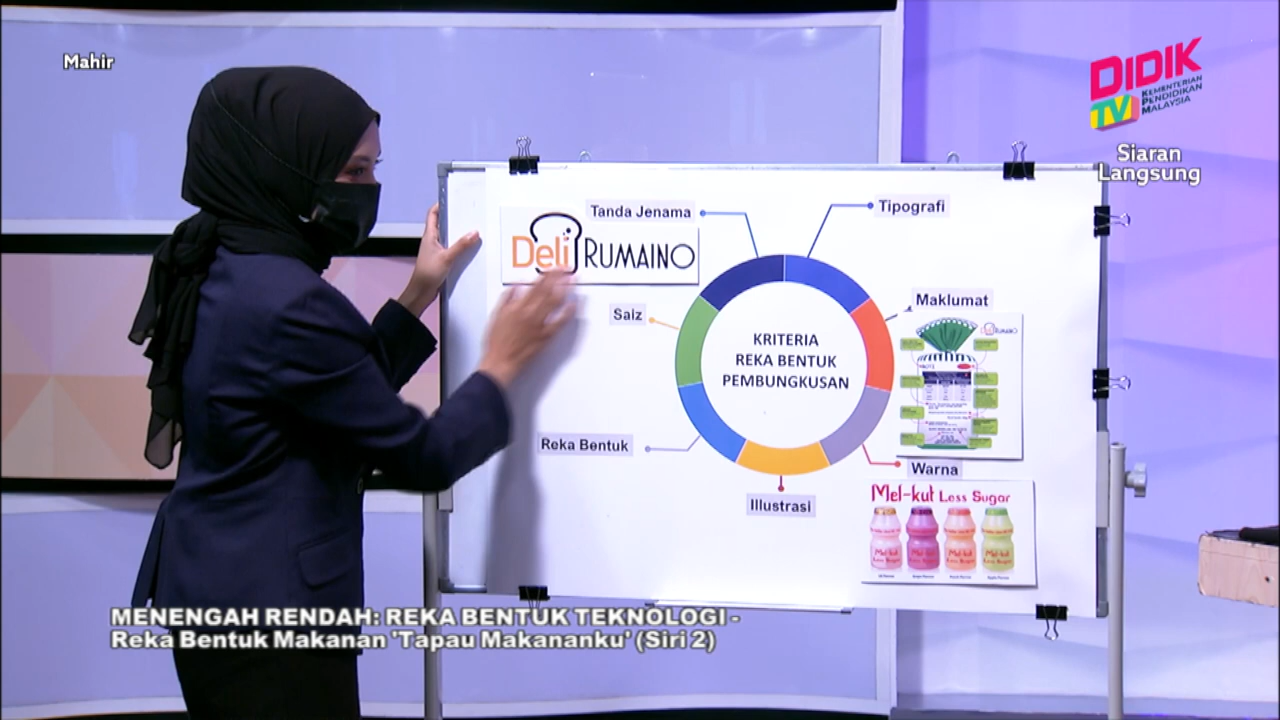 Mahir
DIDIK
TV
KEMENTERIAN
PENDIDIKAN
MALAYSIA
Siaran
Langsung
Tanda Jenama
Tipografi
Deli RUMAINO
Saiz
Maklumat
KRITERIA
REKA BENTUK
PEMBUNGKUSAN
Reka Bentuk
Warna
Illustrasi
Mel-kut Less Sugar
MENENGAH RENDAH: REKA BENTUK TEKNOLOGI -
Reka Bentuk Makanan 'Tapau Makananku' (Siri 2)